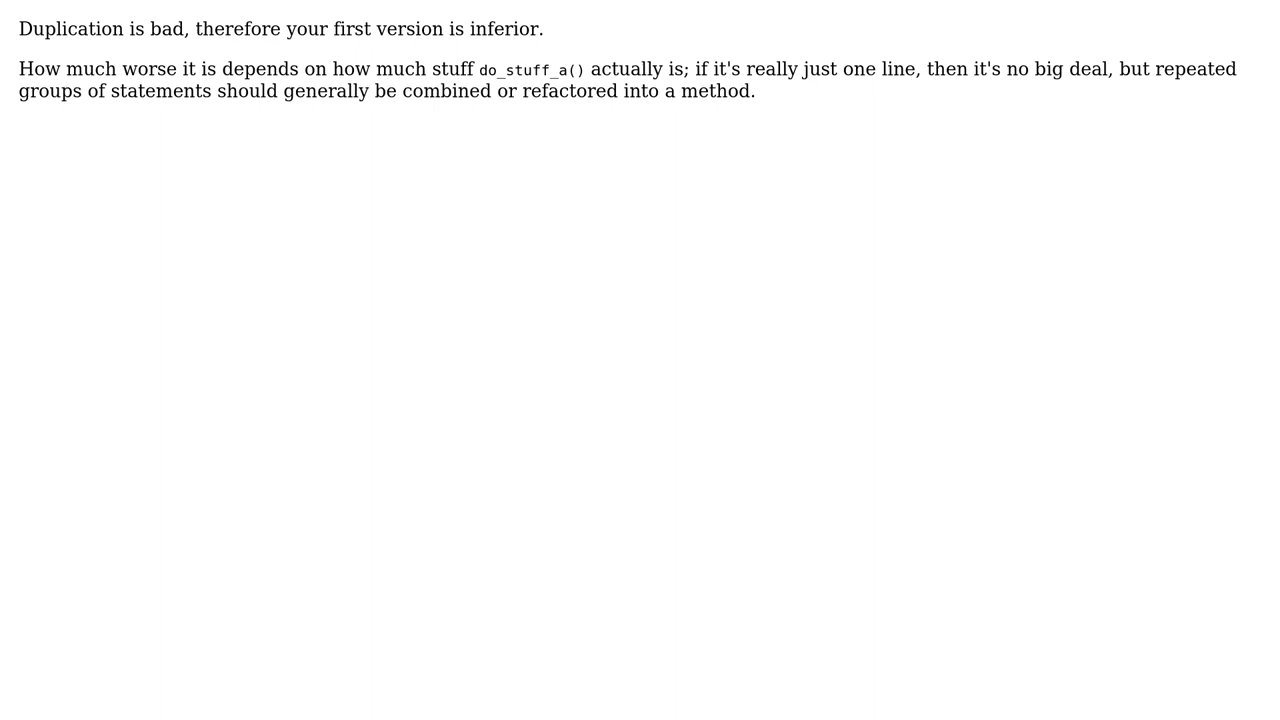 Duplication is bad, therefore your first version is inferior.
How much worse it is depends on how much stuff do_stuff_a() actually is; if it's really just one line, then it's no big deal, but repeated
groups of statements should generally be combined or refactored into a method.